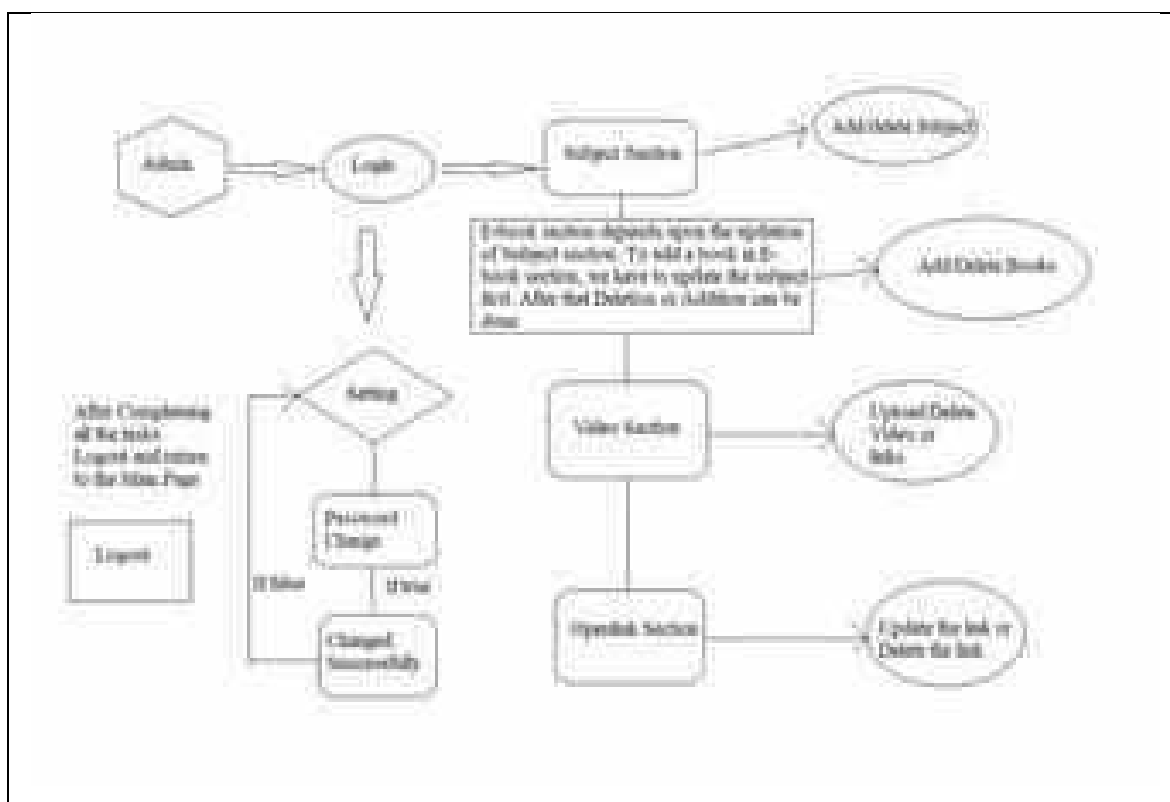 Admin
Login
Subject Section
Add/Delete Subject
E-book section depends upon the updation
of Subject section. To add a book in E-
book section, we have to update the subject
first. After that Deletion or Addition can be
done
Add/Delete Books
Setting
After Completing
all the tasks
Logout and return
to the Main Page
Logout
Password
Change
If false
If true
Changed
Successfully
Video Section
Upload/Delete
Video or
links
Openlink Section
Update the link or
Delete the link